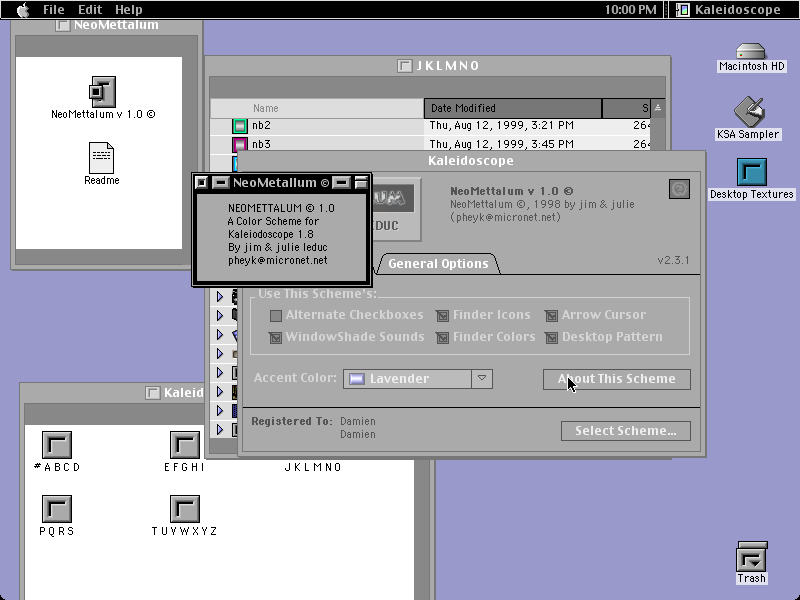 File Edit Help
10:00 PM
Kaleidoscope
NeoMettalum
NeoMettalum v 1.0 ©
Readme
JKLMNO
Name
Date Modified
S
nb2
Thu, Aug 12, 1999, 3:21 PM
264
nb3
Thu, Aug 12, 1999, 3:45 PM
264
Macintosh HD
KSA Sampler
Desktop Textures
Trash
Kaleidoscope
EDUC
NeoMettalum v 1.0 ©
NeoMettalum ©, 1998 by jim & julie
(pheyk@micronet.net)
General Options
v2.3.1
Use This Scheme's:
Alternate Checkboxes
Finder Icons
Arrow Cursor
WindowShade Sounds
Finder Colors
Desktop Pattern
Accent Color:
Lavender
About This Scheme
Registered To:
Damien
Damien
Select Scheme...
NeoMetallum ©
NEOMETTALUM © 1.0
A Color Scheme for
Kaleidoscope 1.8
By jim & julie leduc
pheyk@micronet.net
Kaleid
#ABCD
EFGHI
JKLMNO
PQRS
TUYWXYZ